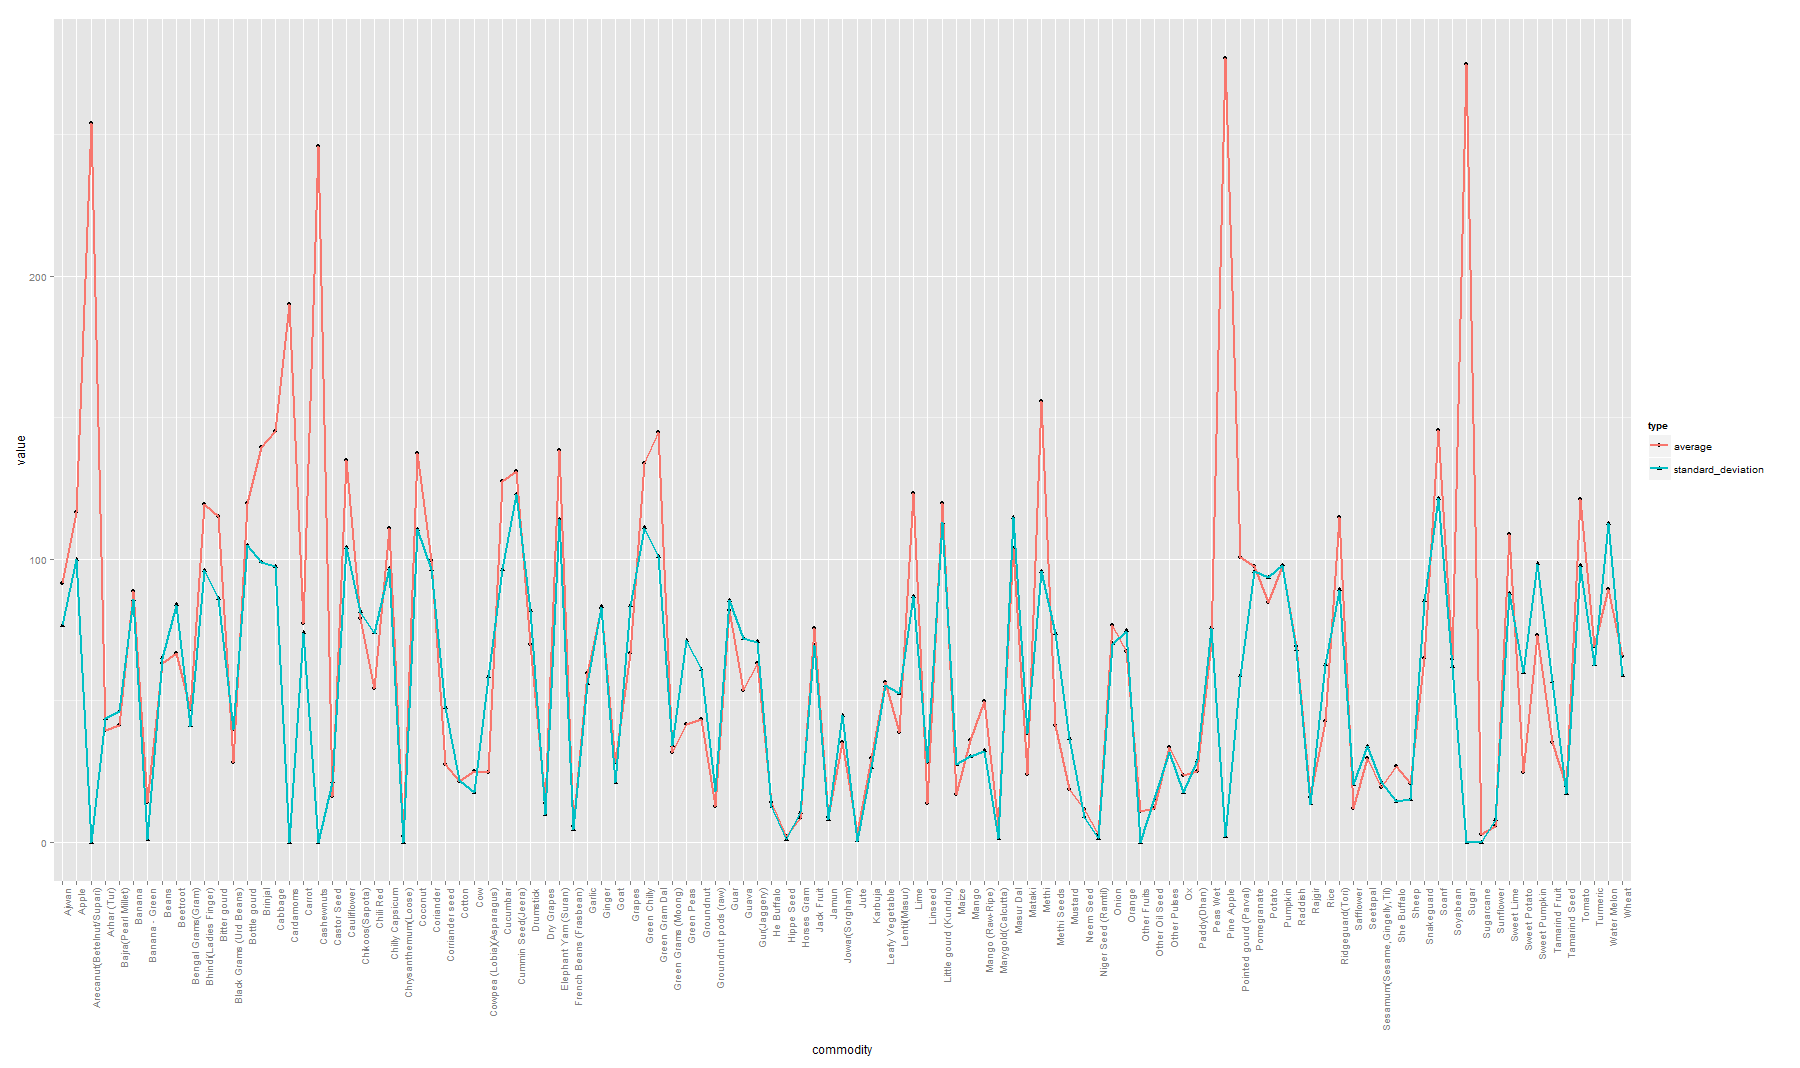 value
200
100
0
Ajwan
Apple
Arecanut(Betelnut/Supari)
Arhar (Tur)
Bajra(Pearl Millet)
Banana
Banana - Green
Beans
Beetroot
Bengal Grams(Gram)
Bhindi(Ladies Finger)
Bitter gourd
Black Grams (Urd Beans)
Bottle gourd
Brinjal
Cabbage
Cardamoms
Carrot
Cashewnuts
Castor Seed
Cauliflower
Chikoos(Sapota)
Chili Red
Chilly Capsicum
Chrysanthemum(Loose)
Coconut
Coriander
Corianderseed
Cotton
Cow
Cowpea (Lobia)(Asparagus)
Cucumbar
Cummin Seed(Jeera)
Drumstick
Dry Grapes
Elephant Yam (Suran)
French Beans (Frasbean)
Garlic
Ginger
Goat
Grapes
Green Chilly
Green Gam Dal
Green Grams (Moong)
Green Peas
Groundnut
Groundnut pods (raw)
Guar
Guava
Gur(Jaggery)
He Buffalo
Hippe Seed
Horses Gram
Jack Fruit
Jamun
Jowar(Sorgham)
Jute
Karbuja
Leafy Vegetable
Lentil(Masur)
Lime
Linseed
Little gourd (Kundru)
Maize
Mango
Mango (Raw-Ripe)
Marygold(Calcutta)
Masur Dal
Mataki
Methi
Methi Seeds
Mustard
Neem Seed
Niger Seed (Ramtil)
Onion
Orange
Other Fruits
Other Oil Seed
Other Pulses
Ox
Paddy(Dhan)
Peas Wet
Pine Apple
Pointed gourd (Parval)
Pomegranate
Potato
Pumpkin
Raddish
Rajgir
Rice
Ridgeguard(Tori)
Safflower
Seetapal
Sesamum(Sesame,Gingelly,Til)
She Buffalo
Sheep
Snakeguard
Soanf
Soyabean
Sugar
Sugarcane
Sunflower
Sweet Lime
Sweet Potato
Sweet Pumpkin
Tamarind Fruit
Tamarind Seed
Tomato
Turmeric
Water Melon
Wheat
commodity
type
average
standard_deviation